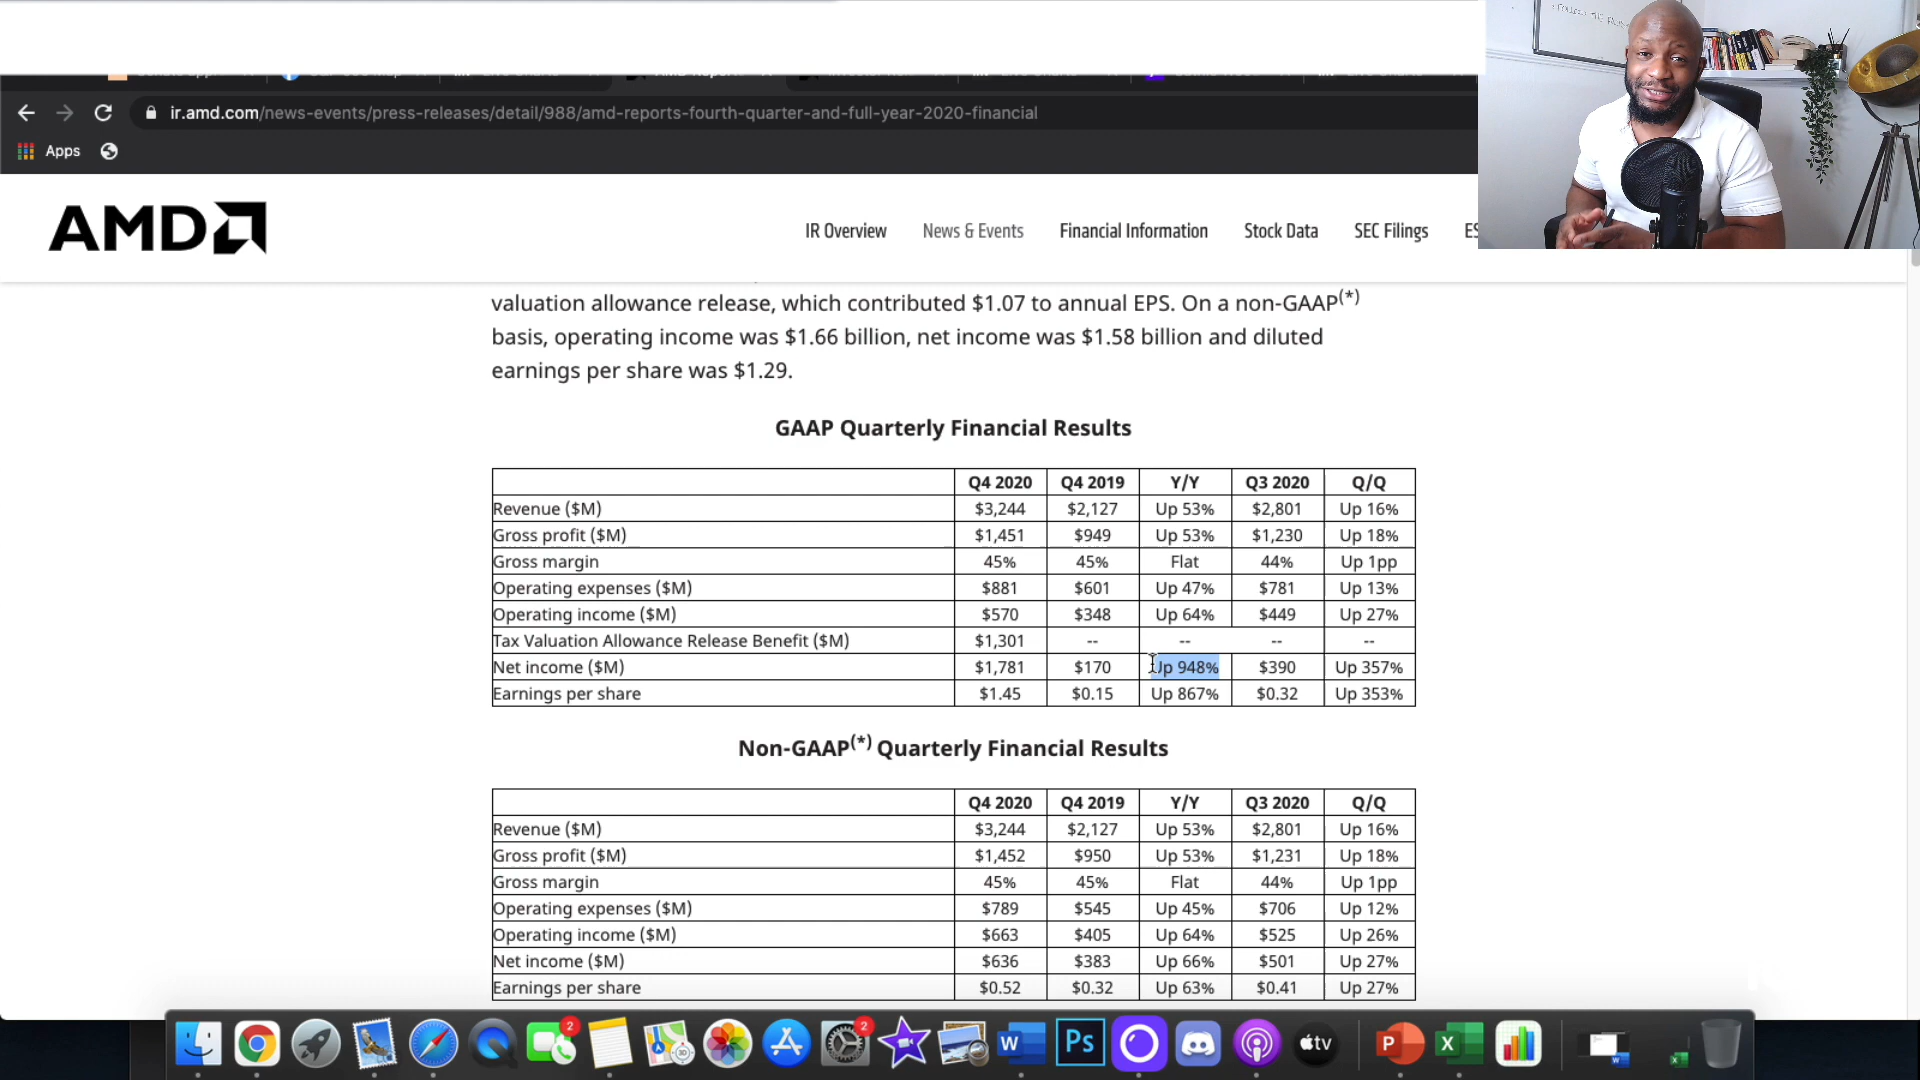 ir.amd.com/news-events/press-releases/detail/988/amd-reports-fourth-quarter-and-full-year-2020-financial
Apps
AMD
IR Overview News & Events Financial Information Stock Data SEC Filings ES
valuation allowance release, which contributed $1.07 to annual EPS. On a non-GAAP(*)
basis, operating income was $1.66 billion, net income was $1.58 billion and diluted
earnings per share was $1.29.
GAAP Quarterly Financial Results
Q4 2020 Q4 2019 Y/Y Q3 2020 Q/Q
Revenue ($M) $3,244 $2,127 Up 53% $2,801 Up 16%
Gross profit ($M) $1,451 $949 Up 53% $1,230 Up 18%
Gross margin 45% 45% Flat 44% Up 1pp
Operating expenses ($M) $881 $601 Up 47% $781 Up 13%
Operating income ($M) $570 $348 Up 64% $449 Up 27%
Tax Valuation Allowance Release Benefit ($M) $1,301 -- -- -- --
Net income ($M) $1,781 $170 Up 948% $390 Up 357%
Earnings per share $1.45 $0.15 Up 867% $0.32 Up 353%
Non-GAAP(*) Quarterly Financial Results
Q4 2020 Q4 2019 Y/Y Q3 2020 Q/Q
Revenue ($M) $3,244 $2,127 Up 53% $2,801 Up 16%
Gross profit ($M) $1,452 $950 Up 53% $1,231 Up 18%
Gross margin 45% 45% Flat 44% Up 1pp
Operating expenses ($M) $789 $545 Up 45% $706 Up 12%
Operating income ($M) $663 $405 Up 64% $525 Up 26%
Net income ($M) $636 $383 Up 66% $501 Up 27%
Earnings per share $0.52 $0.32 Up 63% $0.41 Up 27%
2 2 W Ps tv P X